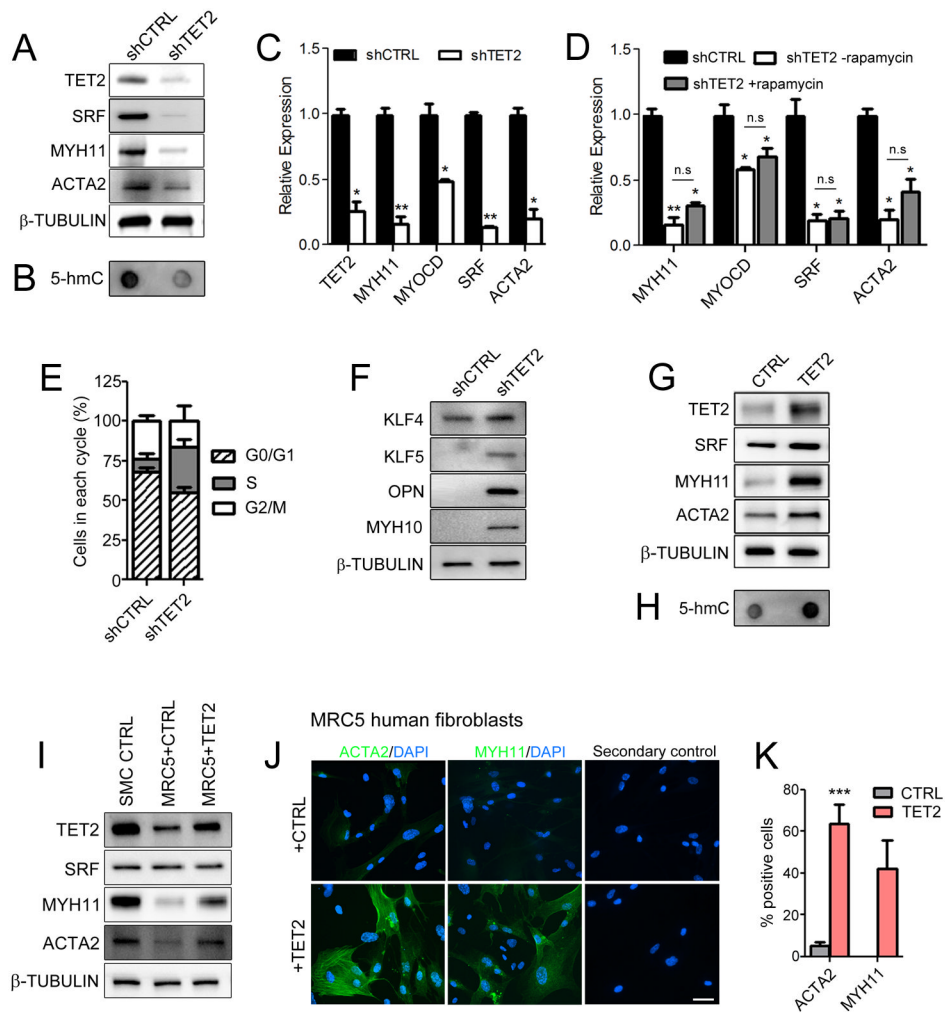 A
shCTRL
shTET2
TET2
SRF
MYH11
ACTA2
β-TUBULIN
B
5-hmC
C
shCTRL
shTET2
Relative Expression
1.5
1.0
0.5
0.0
*
**
*
**
*
TET2
MYH11
MYOCD
SRF
ACTA2
D
shCTRL
shTET2 -rapamycin
shTET2 +rapamycin
Relative Expression
1.5
1.0
0.5
0.0
n.s
n.s
n.s
n.s
**
*
*
*
*
*
*
*
MYH11
MYOCD
SRF
ACTA2
E
Cells in each cycle (%)
125
100
75
50
25
0
G0/G1
S
G2/M
shCTRL
shTET2
F
shCTRL
shTET2
KLF4
KLF5
OPN
MYH10
β-TUBULIN
G
CTRL
TET2
TET2
SRF
MYH11
ACTA2
β-TUBULIN
H
5-hmC
I
SMC CTRL
MRC5+CTRL
MRC5+TET2
TET2
SRF
MYH11
ACTA2
β-TUBULIN
MRC5 human fibroblasts
J
ACTA2/DAPI
MYH11/DAPI
Secondary control
+CTRL
+TET2
K
CTRL
TET2
% positive cells
80
60
40
20
0
***
ACTA2
MYH11